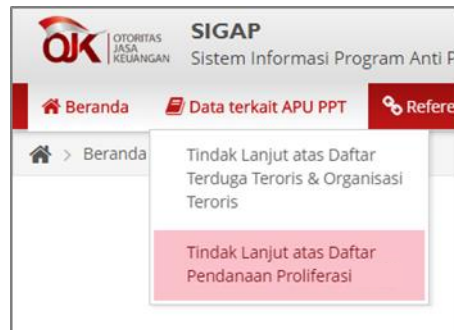 OJK
OTORITAS
JASA
KEUANGAN
SIGAP
Sistem Informasi Program Anti P
Beranda
Data terkait APU PPT
Refere
> Beranda
Tindak Lanjut atas Daftar
Terduga Teroris & Organisasi
Teroris
Tindak Lanjut atas Daftar
Pendanaan Proliferasi